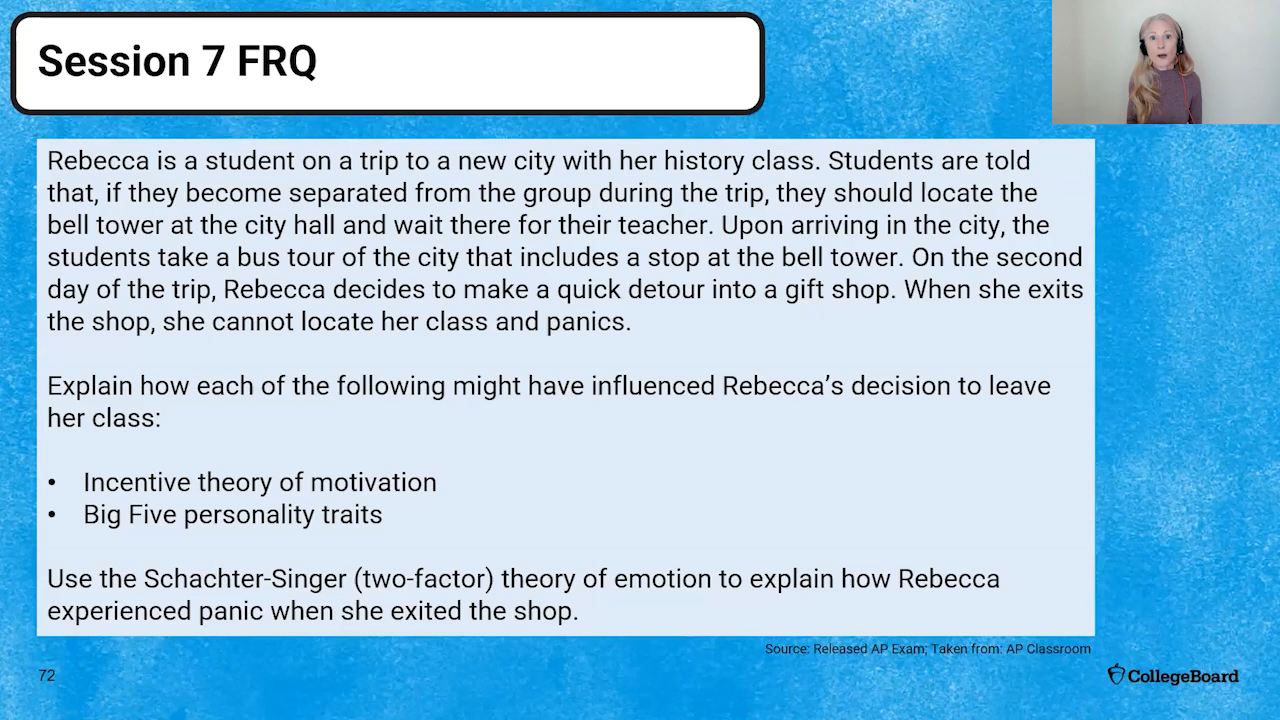 Session 7 FRQ
Rebecca is a student on a trip to a new city with her history class. Students are told
that, if they become separated from the group during the trip, they should locate the
bell tower at the city hall and wait there for their teacher. Upon arriving in the city, the
students take a bus tour of the city that includes a stop at the bell tower. On the second
day of the trip, Rebecca decides to make a quick detour into a gift shop. When she exits
the shop, she cannot locate her class and panics.
Explain how each of the following might have influenced Rebecca’s decision to leave
her class:
• Incentive theory of motivation
• Big Five personality traits
Use the Schachter-Singer (two-factor) theory of emotion to explain how Rebecca
experienced panic when she exited the shop.
Source: Released AP Exam; Taken from: AP Classroom
72
CollegeBoard